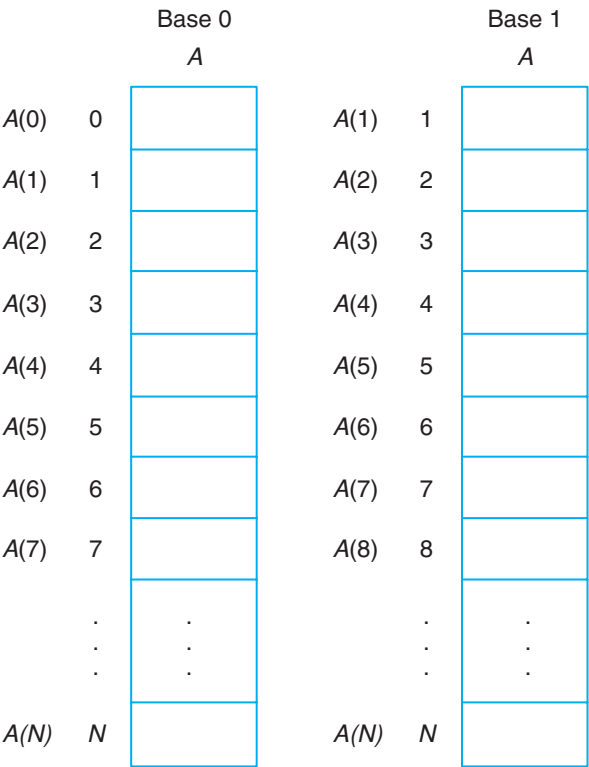 Base 0 Base 1
A A
A(0) 0 A(1) 1
A(1) 1 A(2) 2
A(2) 2 A(3) 3
A(3) 3 A(4) 4
A(4) 4 A(5) 5
A(5) 5 A(6) 6
A(6) 6 A(7) 7
A(7) 7 A(8) 8
. . . .
. . . .
. . . .
A(N) N A(N) N